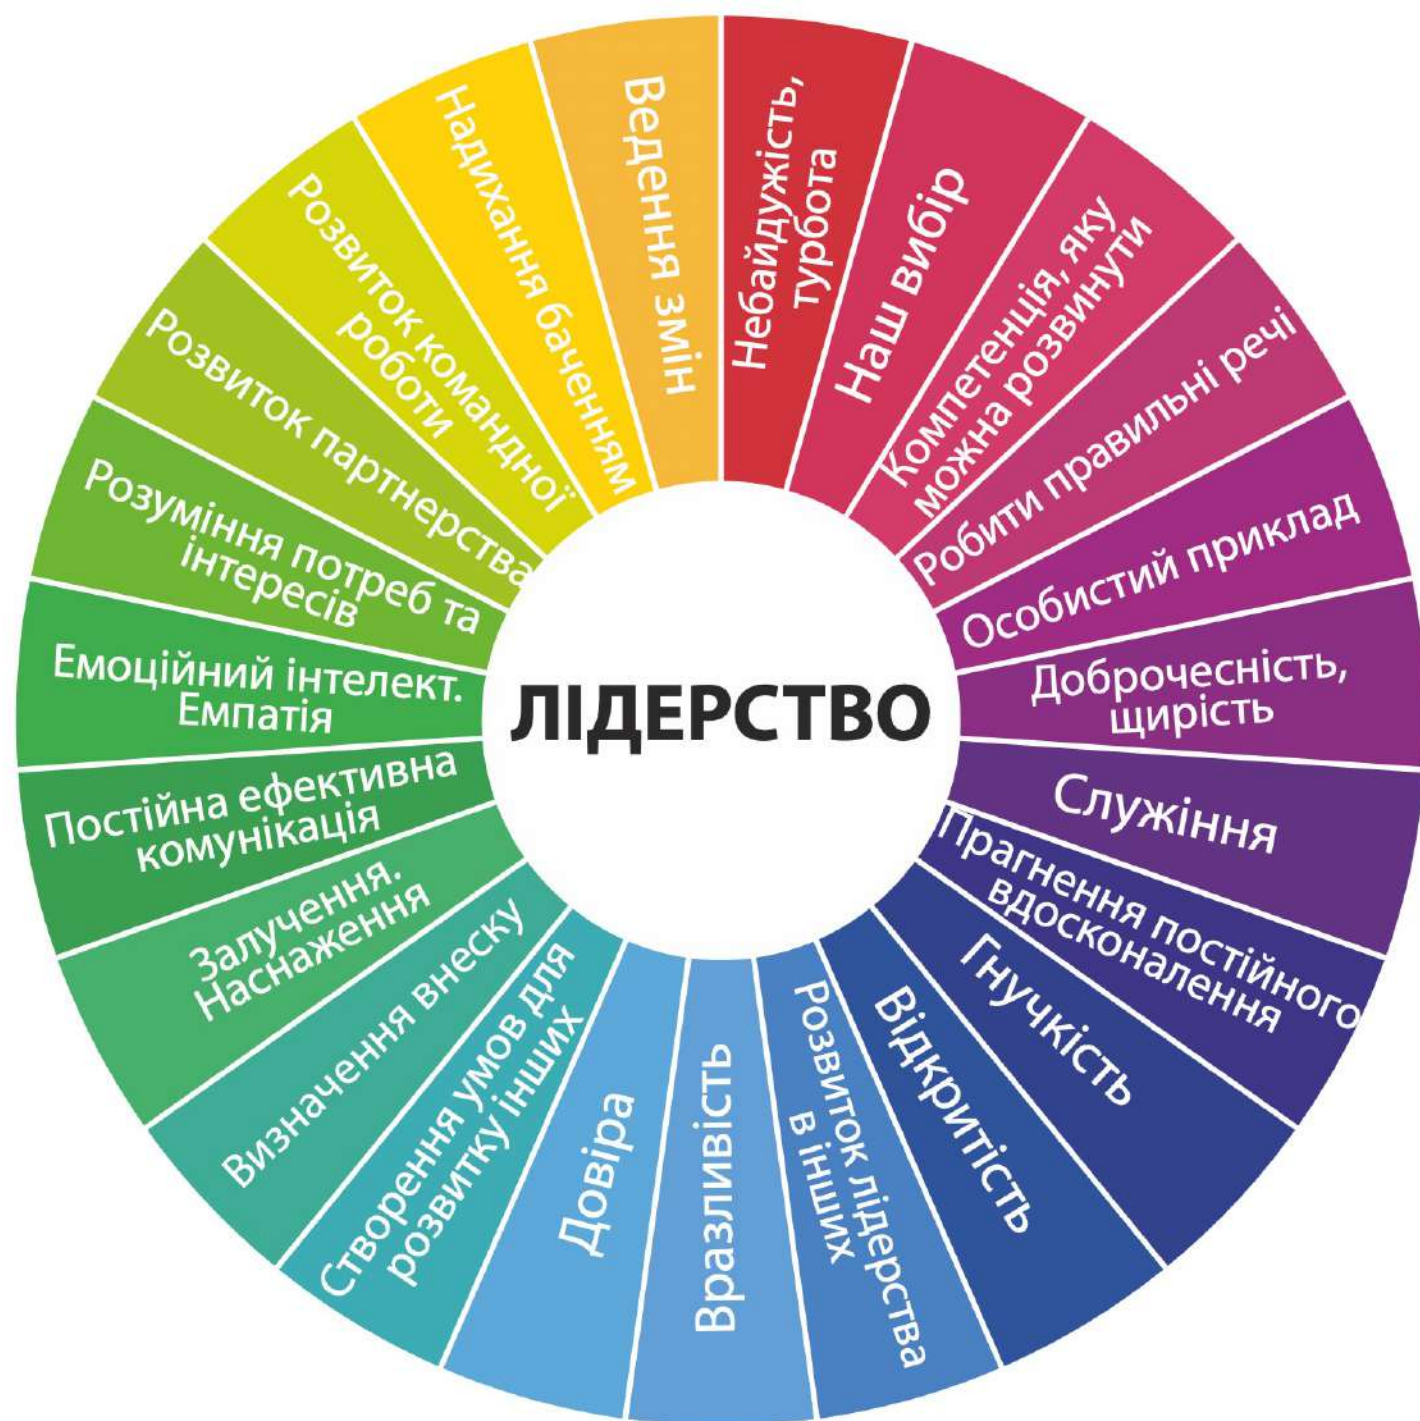 ЛІДЕРСТВО
Небайдужість,
турбота
Наш вибір
Компетенція, яку
можна розвинути
Робити правильні речі
Особистий приклад
Доброчесність,
щирість
Служіння
Прагнення постійного
вдосконалення
Гнучкість
Відкритість
Розвиток лідерства
в інших
Вразливість
Довіра
Створення умов для
розвитку інших
Визначення внеску
Залучення.
Наснаження
Постійна ефективна
комунікація
Емоційний інтелект.
Емпатія
Розуміння потреб та
інтересів
Розвиток партнерства
Розвиток командної
роботи
Надихання баченням
Ведення змін